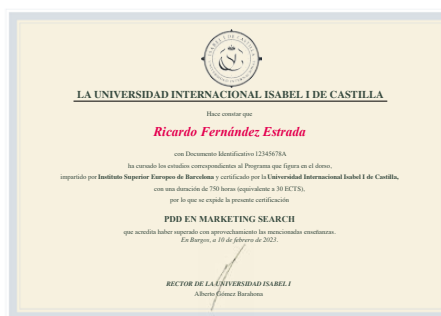 ISABEL I DE CASTILLA
LA UNIVERSIDAD INTERNACIONAL ISABEL I DE CASTILLA
Hace constar que
Ricardo Fernández Estrada
con Documento Identificativo 12345678A
ha cursado los estudios correspondientes al Programa que figura en el dorso,
impartido por Instituto Superior Europeo de Barcelona y certificado por la Universidad Internacional Isabel I de Castilla,
con una duración de 750 horas (equivalente a 30 ECTS),
por lo que se expide la presente certificación
PDD EN MARKETING SEARCH
que acredita haber superado con aprovechamiento las mencionadas enseñanzas.
En Burgos, a 10 de febrero de 2023.
RECTOR DE LA UNIVERSIDAD ISABEL I
Alberto Gómez Barahona